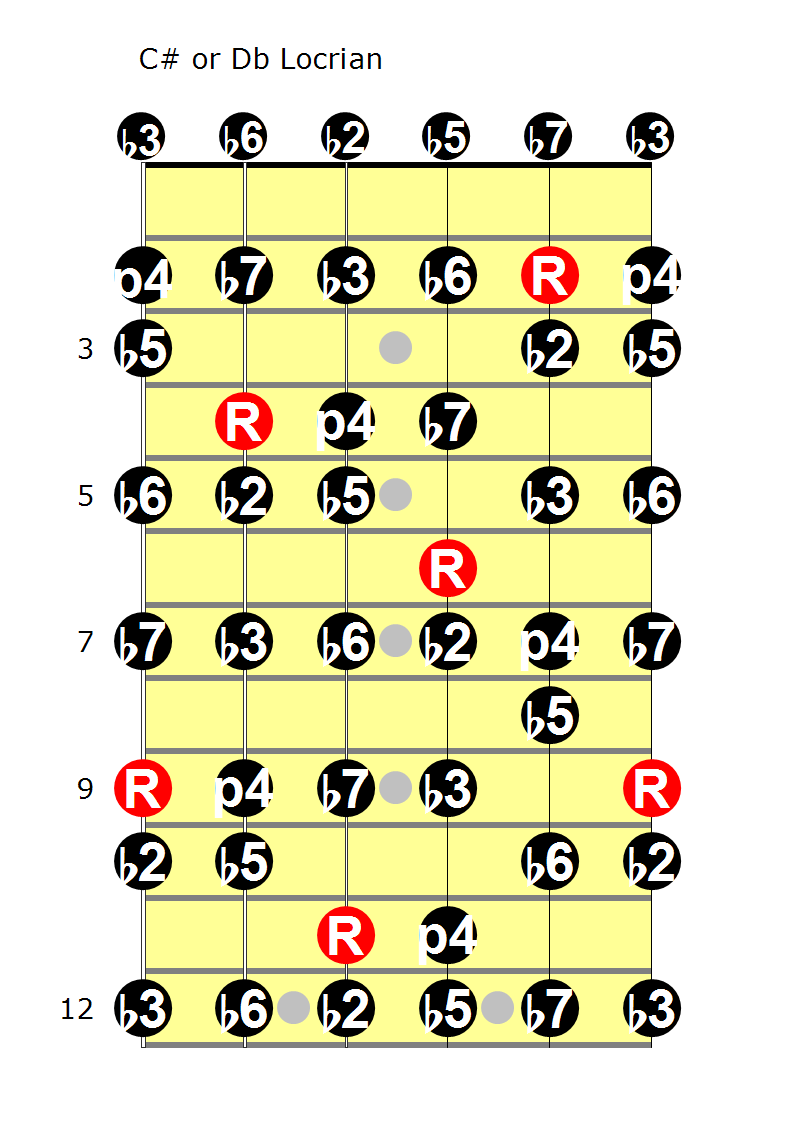 C# or Db Locrian
♭3 ♭6 ♭2 ♭5 ♭7 ♭3
p4 ♭7 ♭3 ♭6 R p4
3 ♭5 ♭2 ♭5
R p4 ♭7
5 ♭6 ♭2 ♭5 ♭3 ♭6
R
7 ♭7 ♭3 ♭6 ♭2 p4 ♭7
♭5
9 R p4 ♭7 ♭3 R
♭2 ♭5 ♭6 ♭2
R p4
12 ♭3 ♭6 ♭2 ♭5 ♭7 ♭3